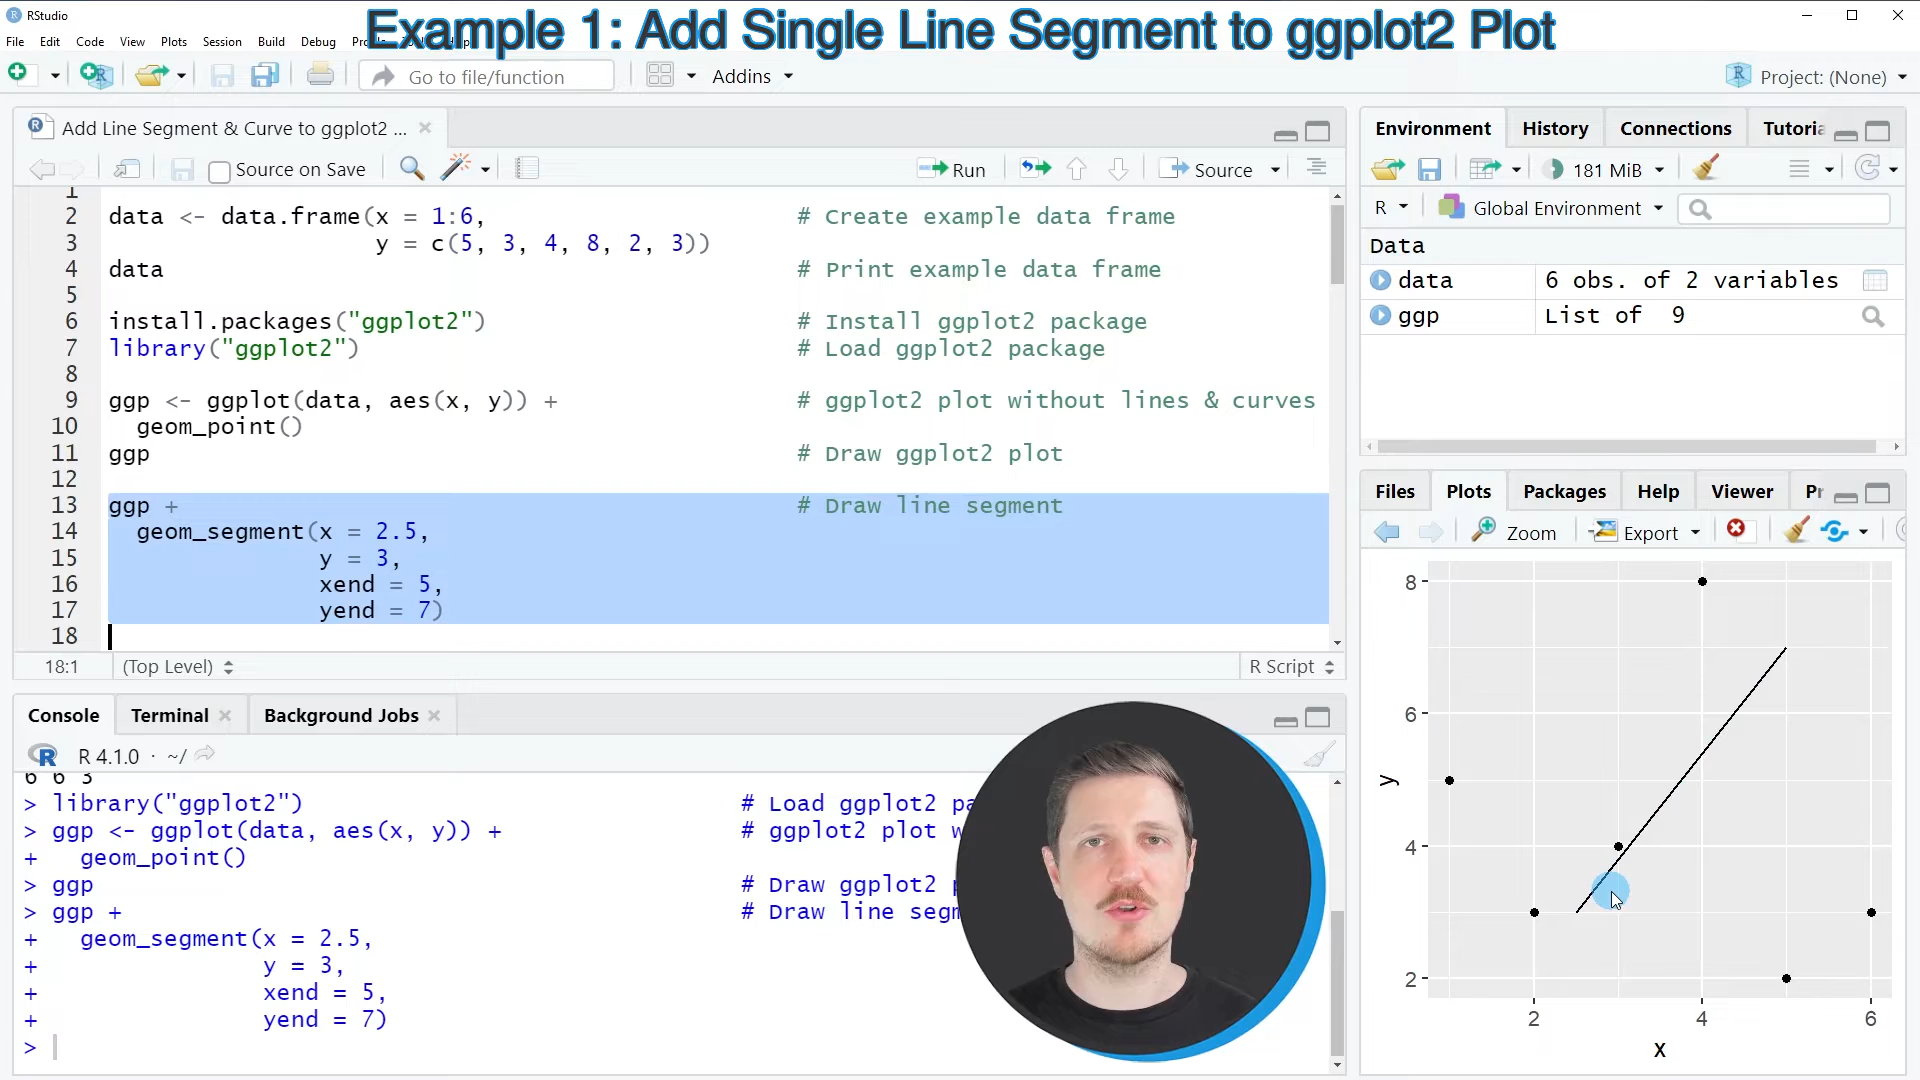 RStudio
Example 1: Add Single Line Segment to ggplot2 Plot
File Edit Code View Plots Session Build Debug
Go to file/function
Addins
Project: (None)
Add Line Segment & Curve to ggplot2 ...
Source on Save
Run
Source
1
2 data <- data.frame(x = 1:6, # Create example data frame
3 y = c(5, 3, 4, 8, 2, 3))
4 data # Print example data frame
5
6 install.packages("ggplot2") # Install ggplot2 package
7 library("ggplot2") # Load ggplot2 package
8
9 ggp <- ggplot(data, aes(x, y)) + # ggplot2 plot without lines & curves
10 geom_point()
11 ggp # Draw ggplot2 plot
12
13 ggp + # Draw line segment
14 geom_segment(x = 2.5,
15 y = 3,
16 xend = 5,
17 yend = 7)
18
18:1 (Top Level) R Script
Console Terminal Background Jobs
R 4.1.0 · ~/
6 6 3
> library("ggplot2") # Load ggplot2 pa
> ggp <- ggplot(data, aes(x, y)) + # ggplot2 plot w
+ geom_point()
> ggp # Draw ggplot2 p
> ggp + # Draw line segm
+ geom_segment(x = 2.5,
+ y = 3,
+ xend = 5,
+ yend = 7)
>
Environment History Connections Tutoria
181 MiB
R Global Environment
Data
data 6 obs. of 2 variables
ggp List of 9
Files Plots Packages Help Viewer Pr
Zoom Export
8
6
4
2
y
2 4 6
x